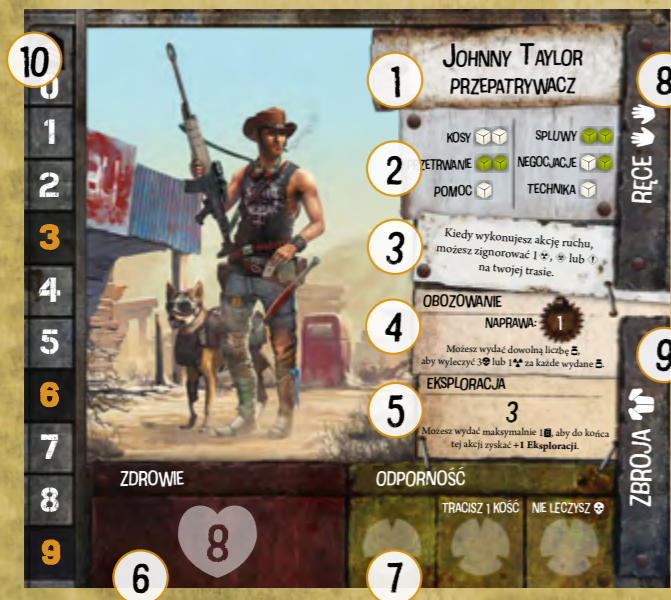 10
0
1
2
3
4
5
6
7
8
9
1
JOHNNY TAYLOR
PRZEPATRYWACZ
2
KOSY
SPLUWY
PRZETRWANIE
NEGOCJACJE
POMOC
TECHNIKA
3
Kiedy wykonujesz akcję ruchu,
możesz zignorować 1 , lub
na twojej trasie.
4
OBOZOWANIE
NAPRAWA: 1
Możesz wydać dowolną liczbę ,
aby wyleczyć 3 lub 1 za każde wydane .
5
EKSPLORACJA
3
Możesz wydać maksymalnie 1 , aby do końca
tej akcji zyskać +1 Eksploracji.
8
RĘCE
9
ZBROJA
ZDROWIE
8
6
ODPORNOŚĆ
TRACISZ 1 KOŚĆ
NIE LECZYSZ
7